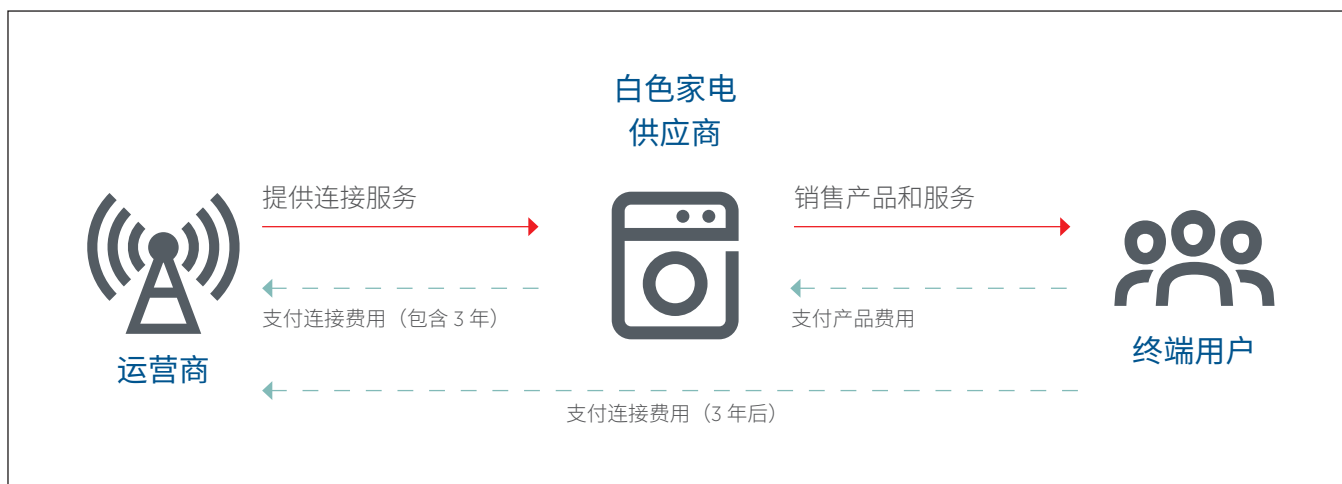 白色家电
供应商
提供连接服务
销售产品和服务
支付连接费用（包含 3 年）
支付产品费用
运营商
终端用户
支付连接费用（3 年后）